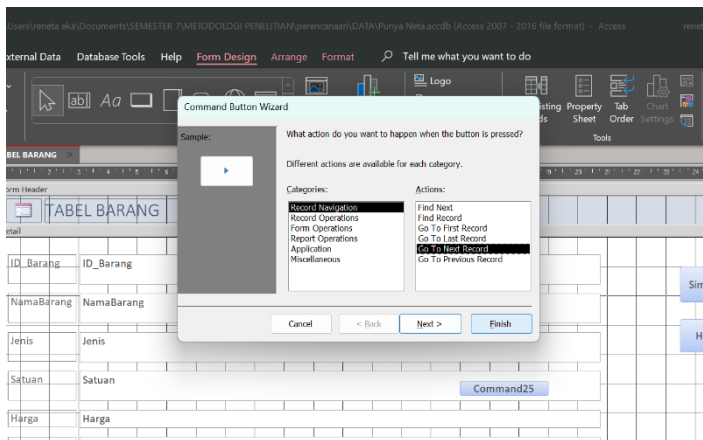 \Users\reneta eka\Documents\SEMESTER 7\METODOLOGI PENELITIAN\perencanaan\DATA\Punya Neta.accdb (Access 2007 - 2016 file format) - Access
xternal Data Database Tools Help Form Design Arrange Format Tell me what you want to do
ab Aa
Logo
isting Property Tab Chart
ds Sheet Order Settings
Tools
BEL BARANG
orm Header
TABEL BARANG
etail
ID_Barang ID_Barang
NamaBarang NamaBarang
Jenis Jenis
Satuan Satuan
Harga Harga
Command25
Sim
H
Command Button Wizard
Sample:
What action do you want to happen when the button is pressed?
Different actions are available for each category.
Categories: Actions:
Record Navigation
Record Operations
Form Operations
Report Operations
Application
Miscellaneous
Find Next
Find Record
Go To First Record
Go To Last Record
Go To Next Record
Go To Previous Record
Cancel < Back Next > Finish